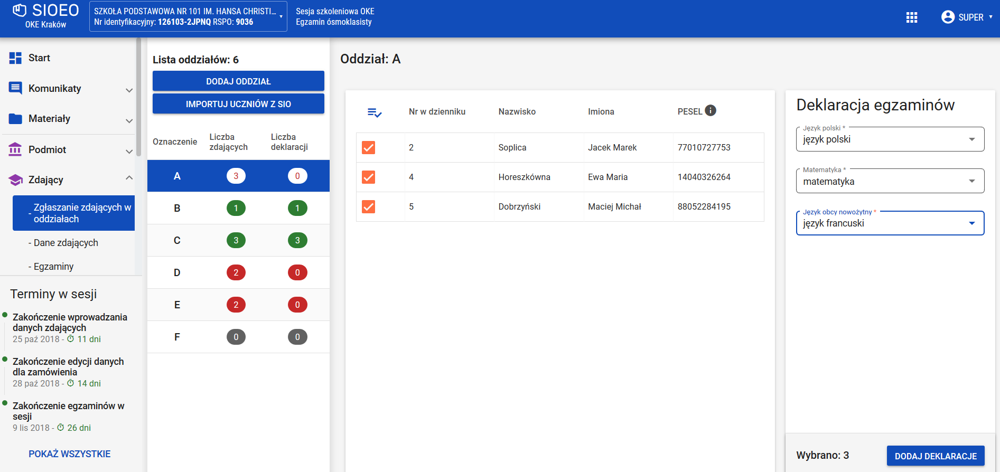 SIOEO
OKE Kraków
SZKOŁA PODSTAWOWA NR 101 IM. HANSA CHRISTI...
Nr identyfikacyjny: 126103-2JPNQ RSPO: 9036
Sesja szkoleniowa OKE
Egzamin ósmoklasisty
SUPER
Start
Komunikaty
Materiały
Podmiot
Zdający
- Zgłaszanie zdających w
oddziałach
- Dane zdających
- Egzaminy
Terminy w sesji
Zakończenie wprowadzania
danych zdających
25 paź 2018 - 11 dni
Zakończenie edycji danych
dla zamówienia
28 paź 2018 - 14 dni
Zakończenie egzaminów w
sesji
9 lis 2018 - 26 dni
POKAŻ WSZYSTKIE
Lista oddziałów: 6
DODAJ ODDZIAŁ
IMPORTUJ UCZNIÓW Z SIO
Oznaczenie Liczba zdających Liczba deklaracji
A 3 0
B 1 1
C 3 3
D 2 0
E 2 0
F 0 0
Oddział: A
Nr w dzienniku Nazwisko Imiona PESEL
2 Soplica Jacek Marek 77010727753
4 Horeszkówna Ewa Maria 14040326264
5 Dobrzyński Maciej Michał 88052284195
Deklaracja egzaminów
Język polski *
język polski
Matematyka *
matematyka
Język obcy nowożytny *
język francuski
Wybrano: 3
DODAJ DEKLARACJE